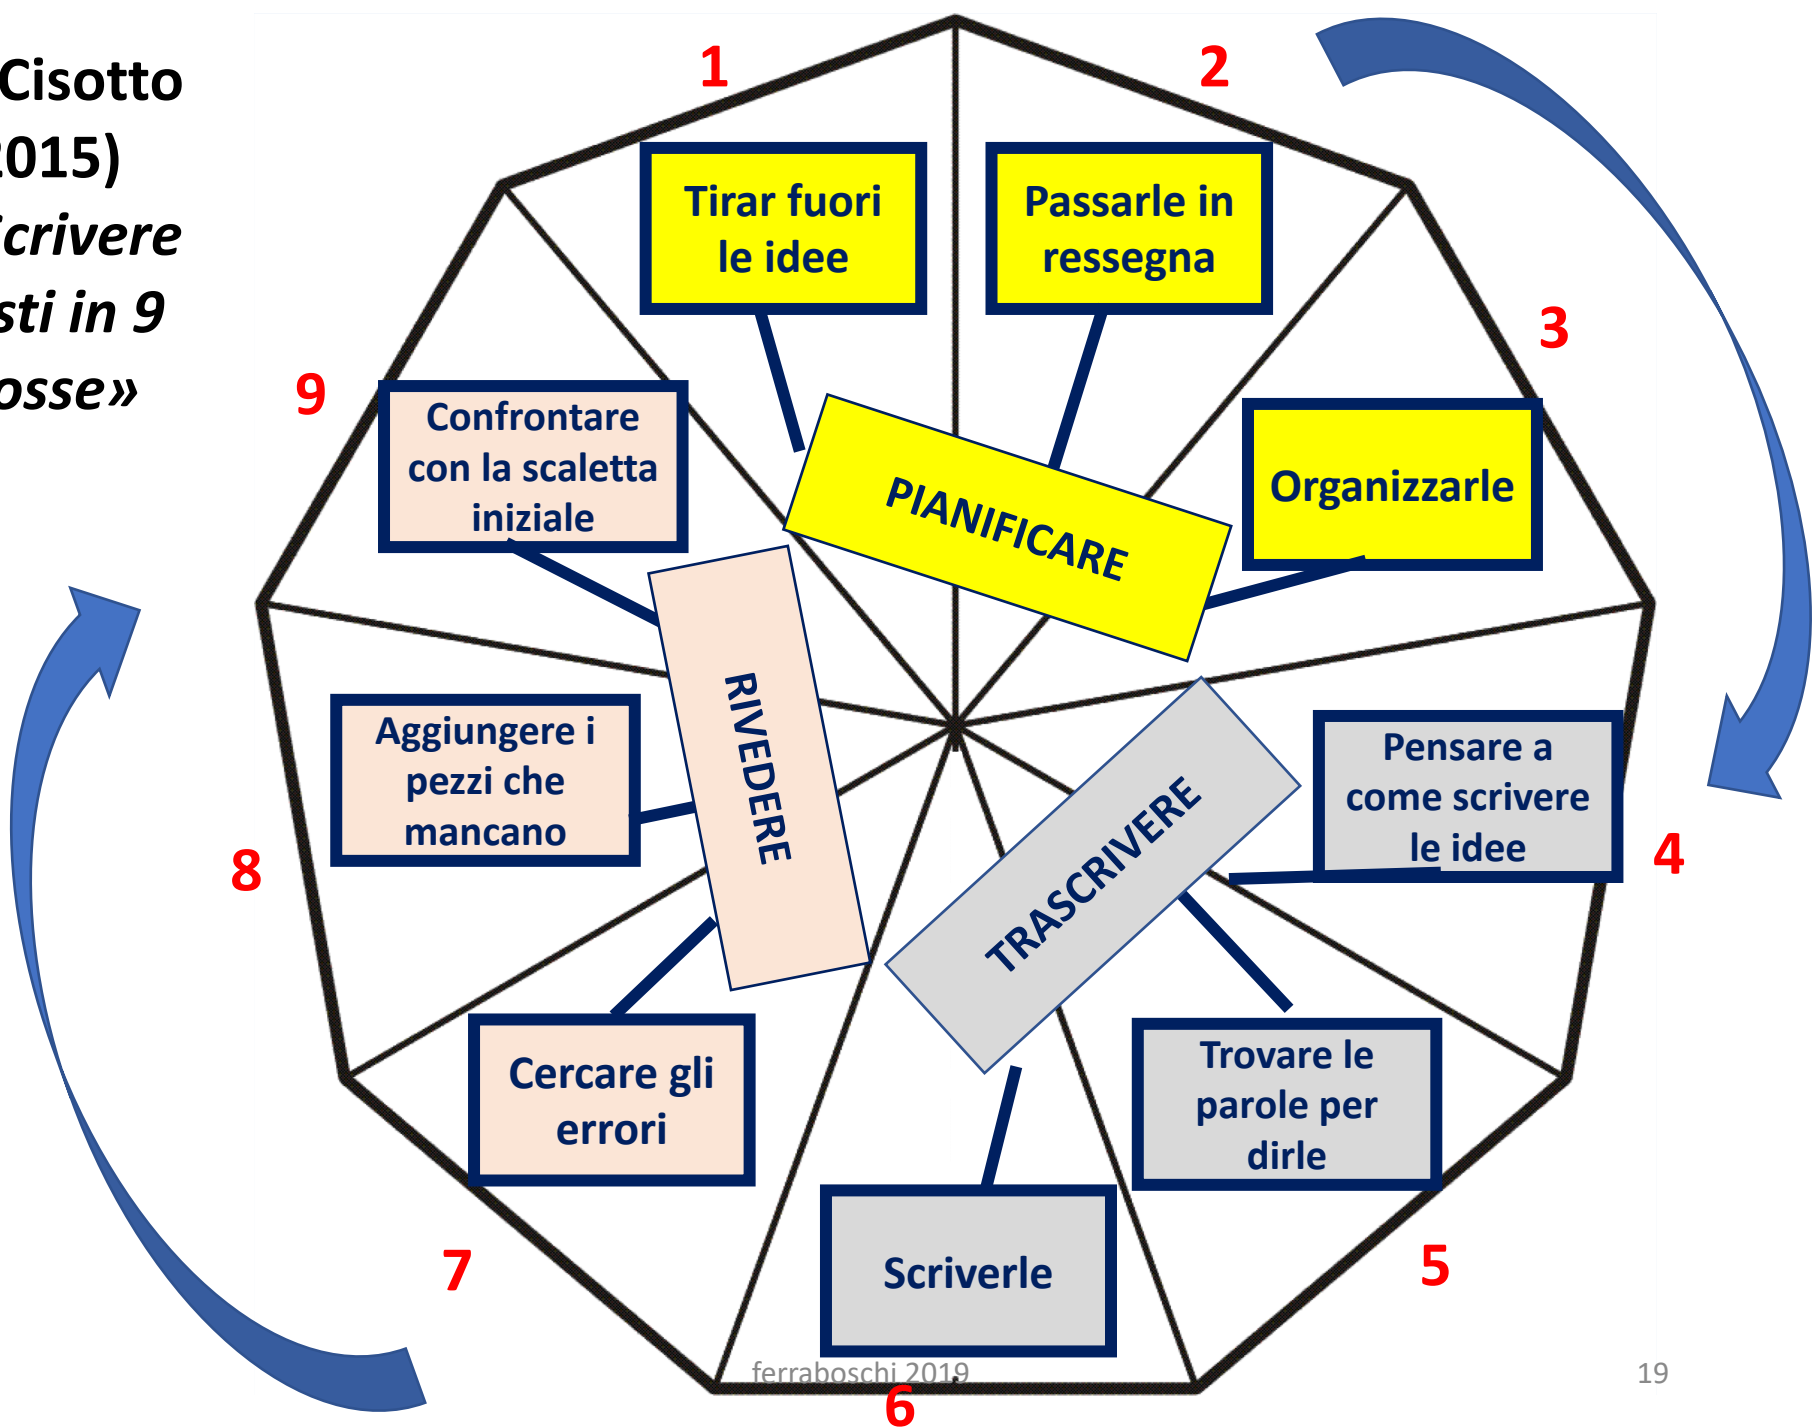 Cisotto
2015)
crivere
sti in 9
osse»
1
Tirar fuori
le idee
2
Passarle in
ressegna
3
Organizzarle
PIANIFICARE
4
Pensare a
come scrivere
le idee
5
Trovare le
parole per
dirle
6
Scriverle
TRASCRIVERE
7
Cercare gli
errori
8
Aggiungere i
pezzi che
mancano
9
Confrontare
con la scaletta
iniziale
RIVEDERE
ferraboschi 2019
19